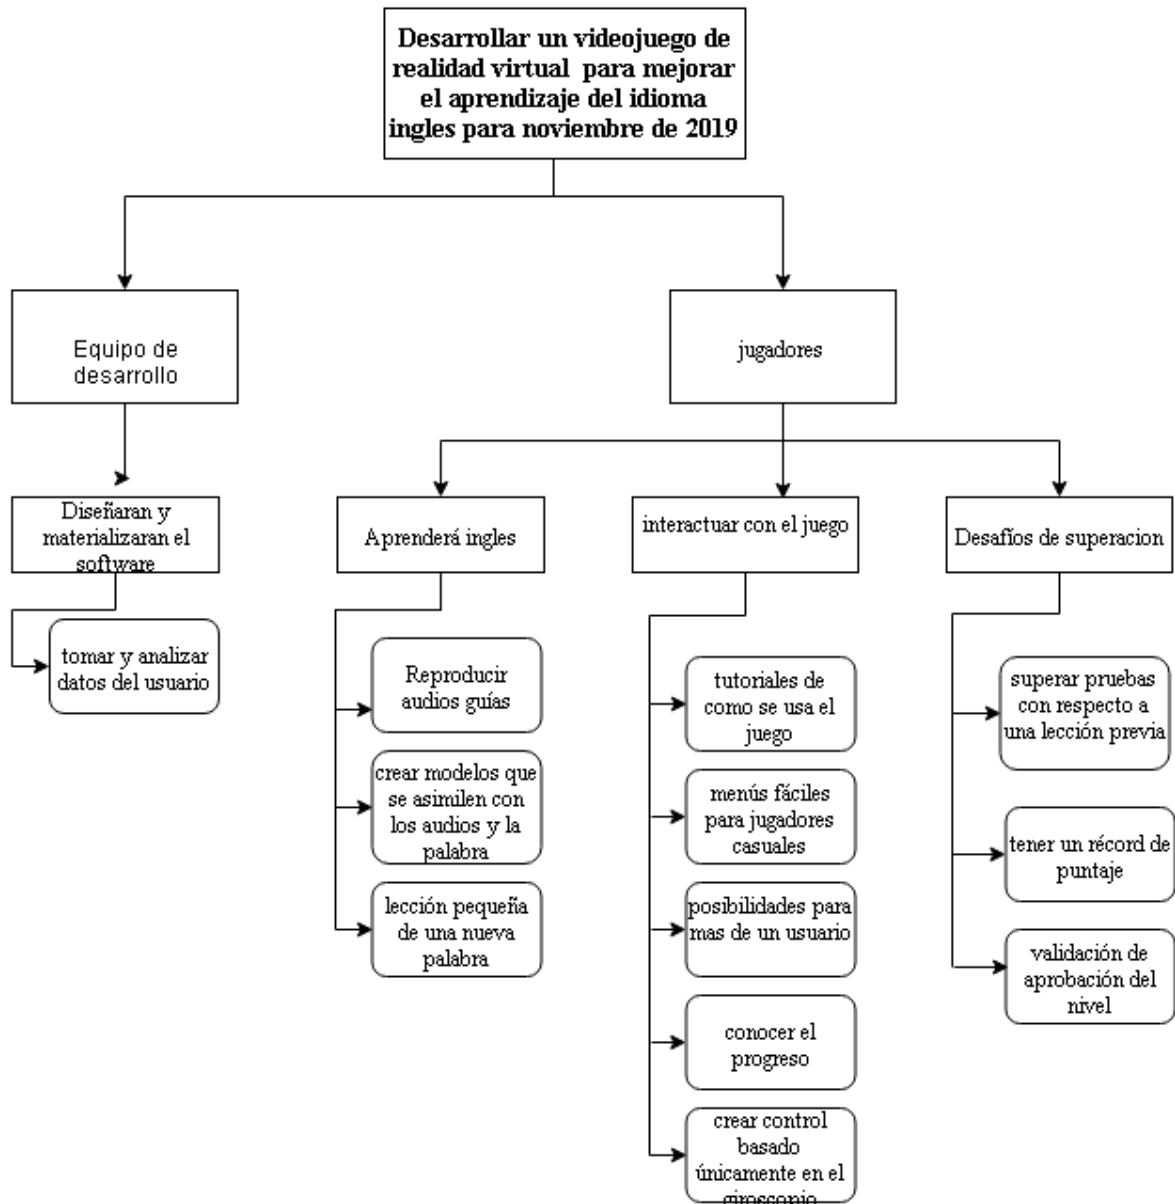 Desarrollar un videojuego de
realidad virtual para mejorar
el aprendizaje del idioma
ingles para noviembre de 2019
Equipo de
desarrollo
jugadores
Diseñaran y
materializaran el
software
Aprenderá ingles
interactuar con el juego
Desafíos de superacion
tomar y analizar
datos del usuario
Reproducir
audios guías
crear modelos que
se asimilen con
los audios y la
palabra
lección pequeña
de una nueva
palabra
tutoriales de
como se usa el
juego
menús fáciles
para jugadores
casuales
posibilidades para
mas de un usuario
conocer el
progreso
crear control
basado
únicamente en el
giroscopio
superar pruebas
con respecto a
una lección previa
tener un récord de
puntaje
validación de
aprobación del
nivel